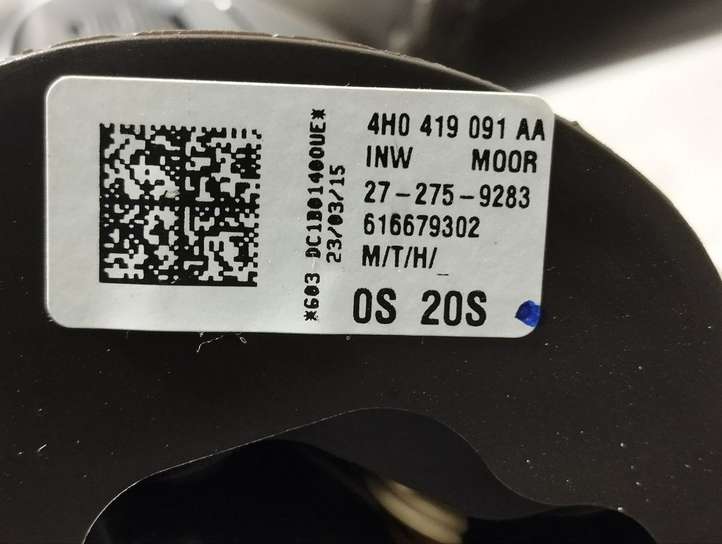 4H0 419 091 AA
INW MOOR
27-275-9283
616679302
M/T/H/_
0S 20S
*603 DC1B01400UE*
23/03/15